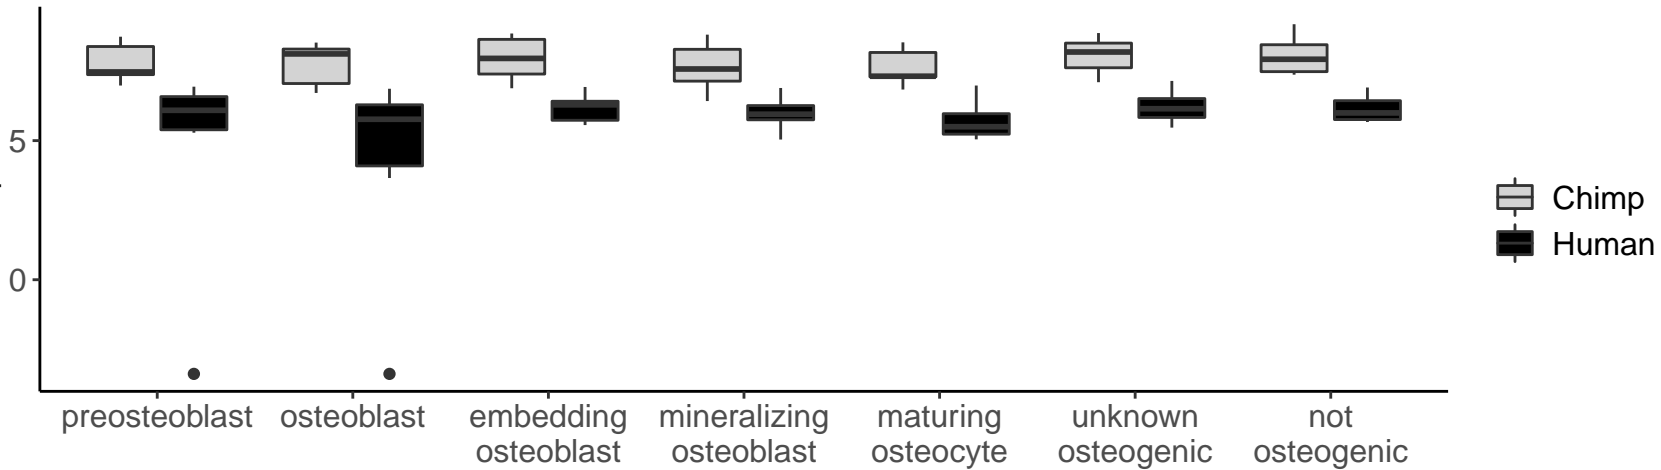 5
0
preosteoblast
osteoblast
embedding
osteoblast
mineralizing
osteoblast
maturing
osteocyte
unknown
osteogenic
not
osteogenic
Chimp
Human